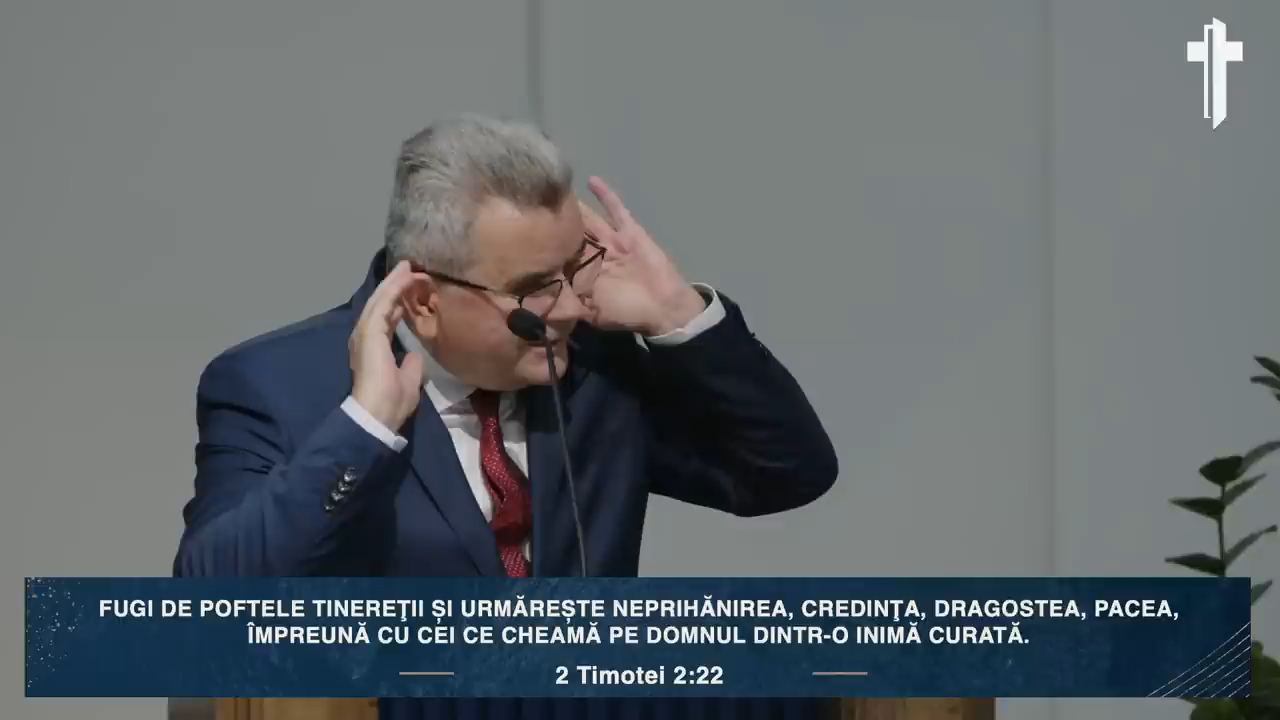 FUGI DE POFTELE TINEREŢII ȘI URMĂREȘTE NEPRIHĂNIREA, CREDINŢA, DRAGOSTEA, PACEA,
ÎMPREUNĂ CU CEI CE CHEAMĂ PE DOMNUL DINTR-O INIMĂ CURATĂ.
2 Timotei 2:22